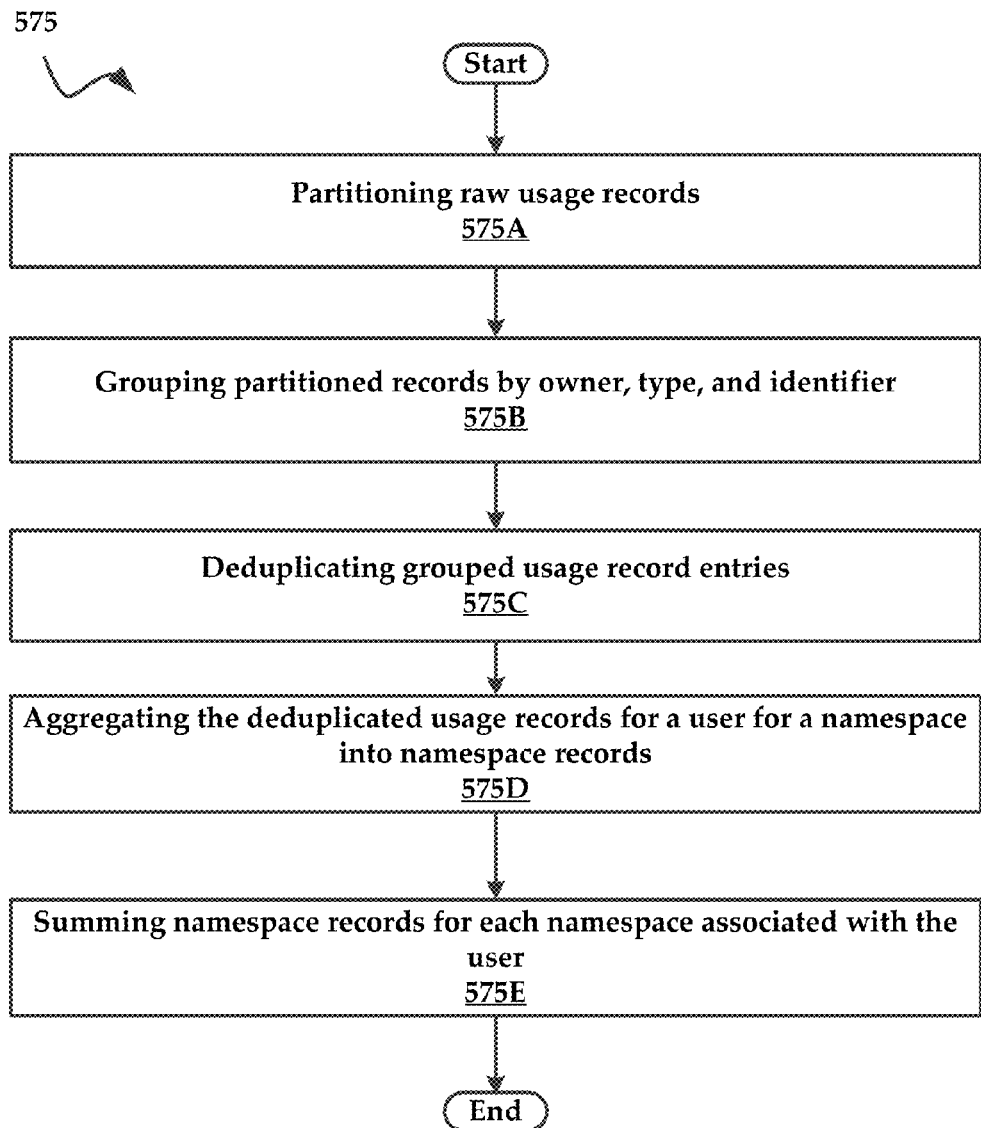 575
Start
Partitioning raw usage records
575A
Grouping partitioned records by owner, type, and identifier
575B
Deduplicating grouped usage record entries
575C
Aggregating the deduplicated usage records for a user for a namespace
into namespace records
575D
Summing namespace records for each namespace associated with the
user
575E
End